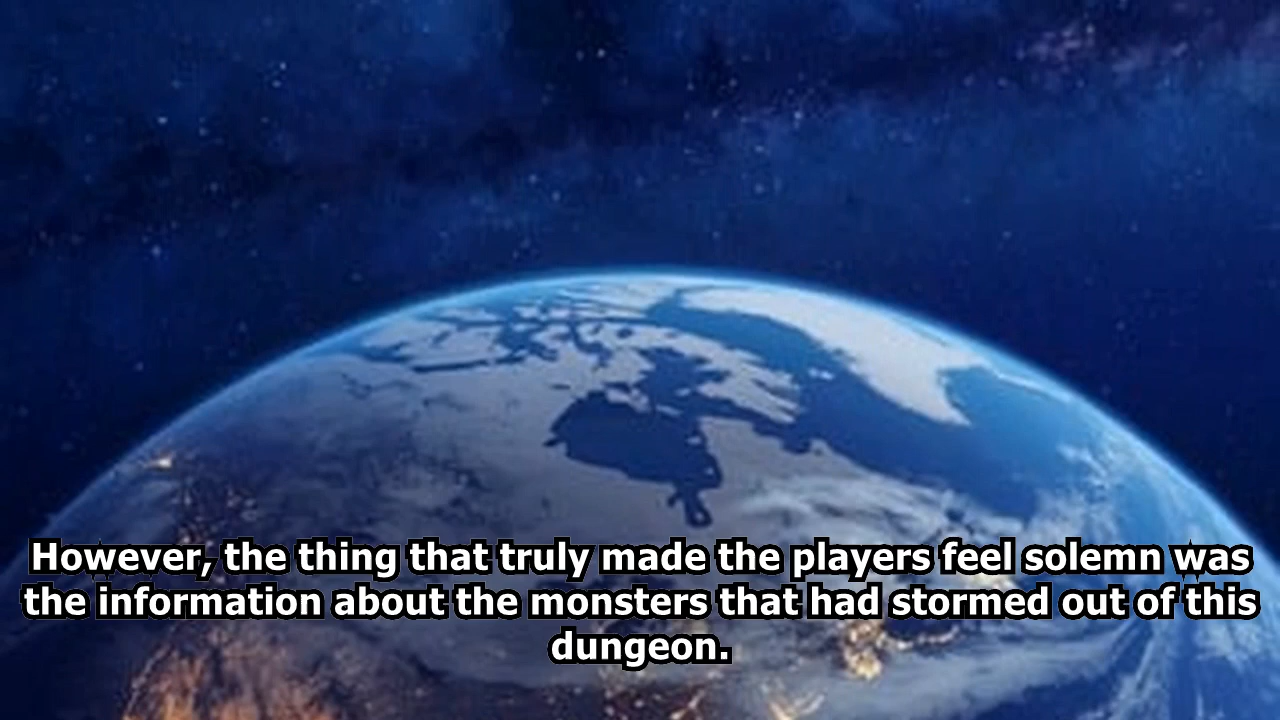 However, the thing that truly made the players feel solemn was
the information about the monsters that had stormed out of this
dungeon.